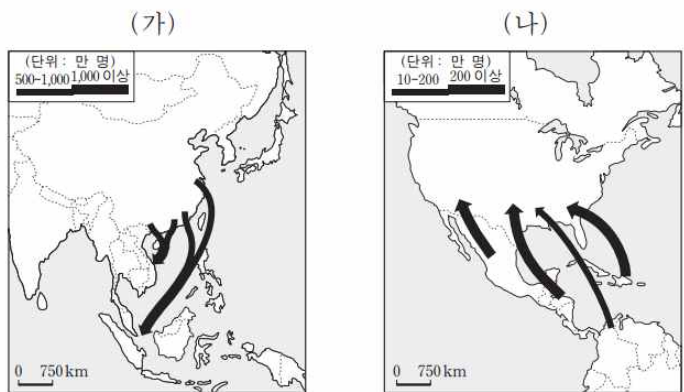 (가)
(단위 : 만 명)
500-1,000 1,000 이상
0 750 km
(나)
(단위 : 만 명)
10-200 200 이상
0 750 km